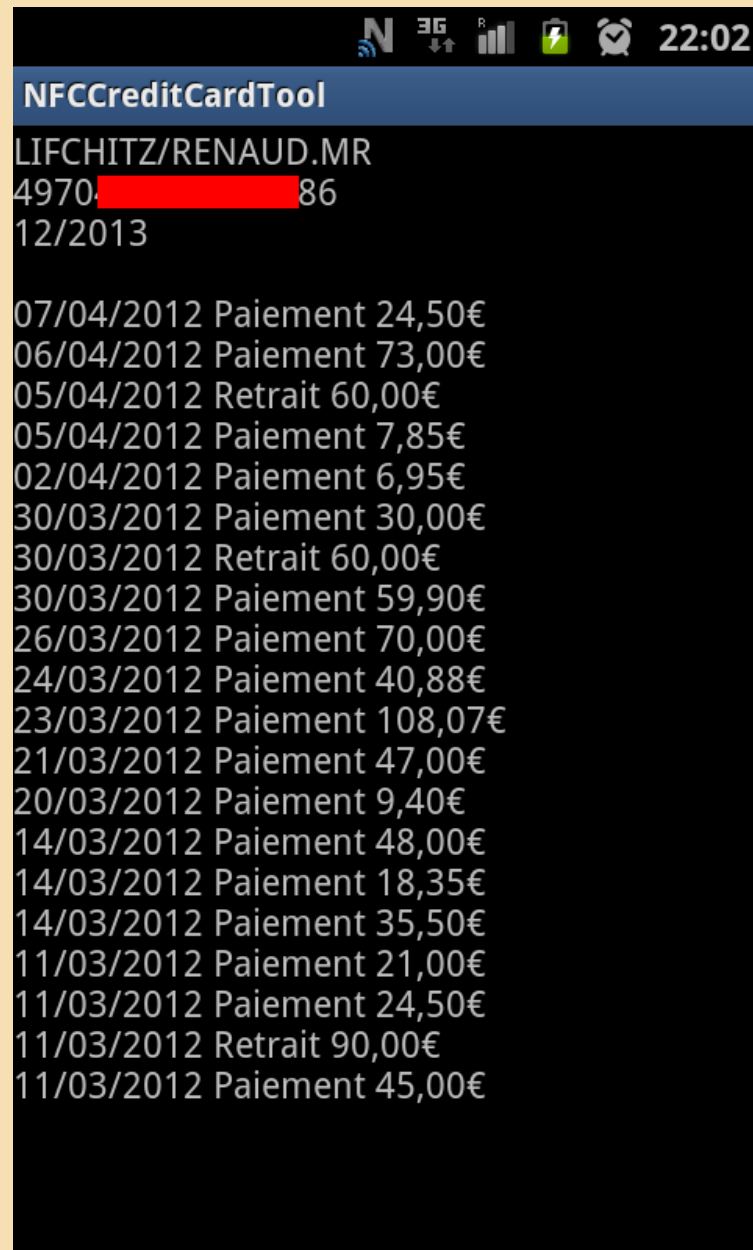 22:02
NFCCreditCardTool
LIFCHITZ/RENAUD.MR
4970 86
12/2013
07/04/2012 Paiement 24,50€
06/04/2012 Paiement 73,00€
05/04/2012 Retrait 60,00€
05/04/2012 Paiement 7,85€
02/04/2012 Paiement 6,95€
30/03/2012 Paiement 30,00€
30/03/2012 Retrait 60,00€
30/03/2012 Paiement 59,90€
26/03/2012 Paiement 70,00€
24/03/2012 Paiement 40,88€
23/03/2012 Paiement 108,07€
21/03/2012 Paiement 47,00€
20/03/2012 Paiement 9,40€
14/03/2012 Paiement 48,00€
14/03/2012 Paiement 18,35€
14/03/2012 Paiement 35,50€
11/03/2012 Paiement 21,00€
11/03/2012 Paiement 24,50€
11/03/2012 Retrait 90,00€
11/03/2012 Paiement 45,00€